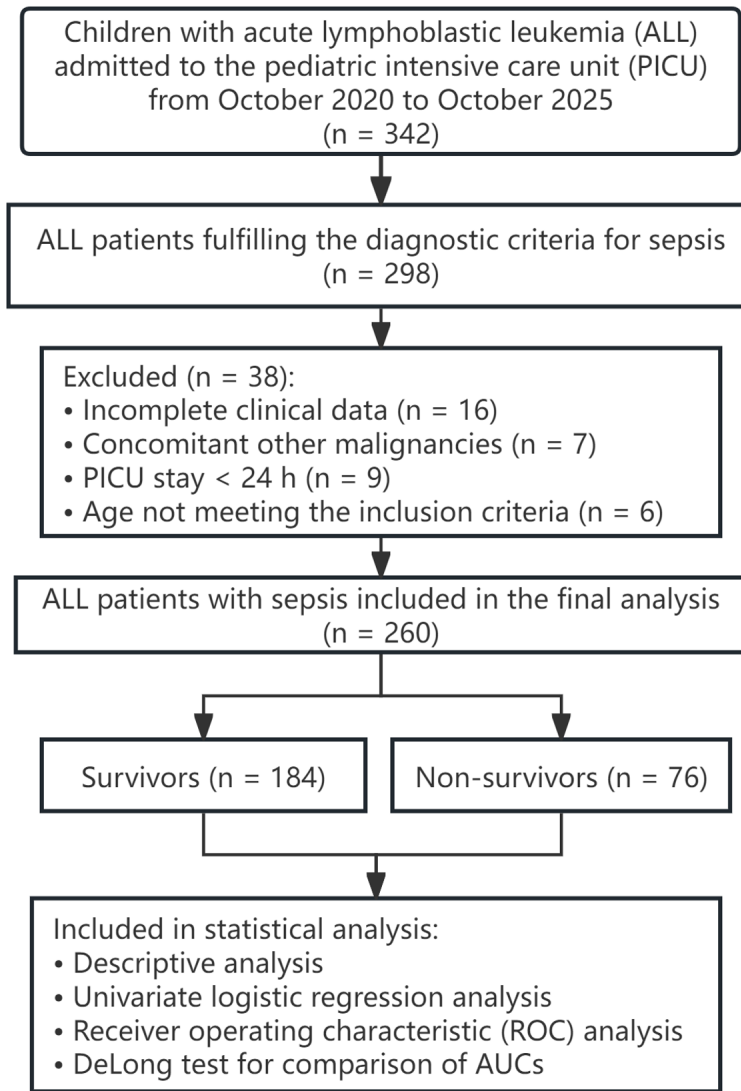 Children with acute lymphoblastic leukemia (ALL)
admitted to the pediatric intensive care unit (PICU)
from October 2020 to October 2025
(n = 342)
ALL patients fulfilling the diagnostic criteria for sepsis
(n = 298)
Excluded (n = 38):
• Incomplete clinical data (n = 16)
• Concomitant other malignancies (n = 7)
• PICU stay < 24 h (n = 9)
• Age not meeting the inclusion criteria (n = 6)
ALL patients with sepsis included in the final analysis
(n = 260)
Survivors (n = 184)
Non-survivors (n = 76)
Included in statistical analysis:
• Descriptive analysis
• Univariate logistic regression analysis
• Receiver operating characteristic (ROC) analysis
• DeLong test for comparison of AUCs